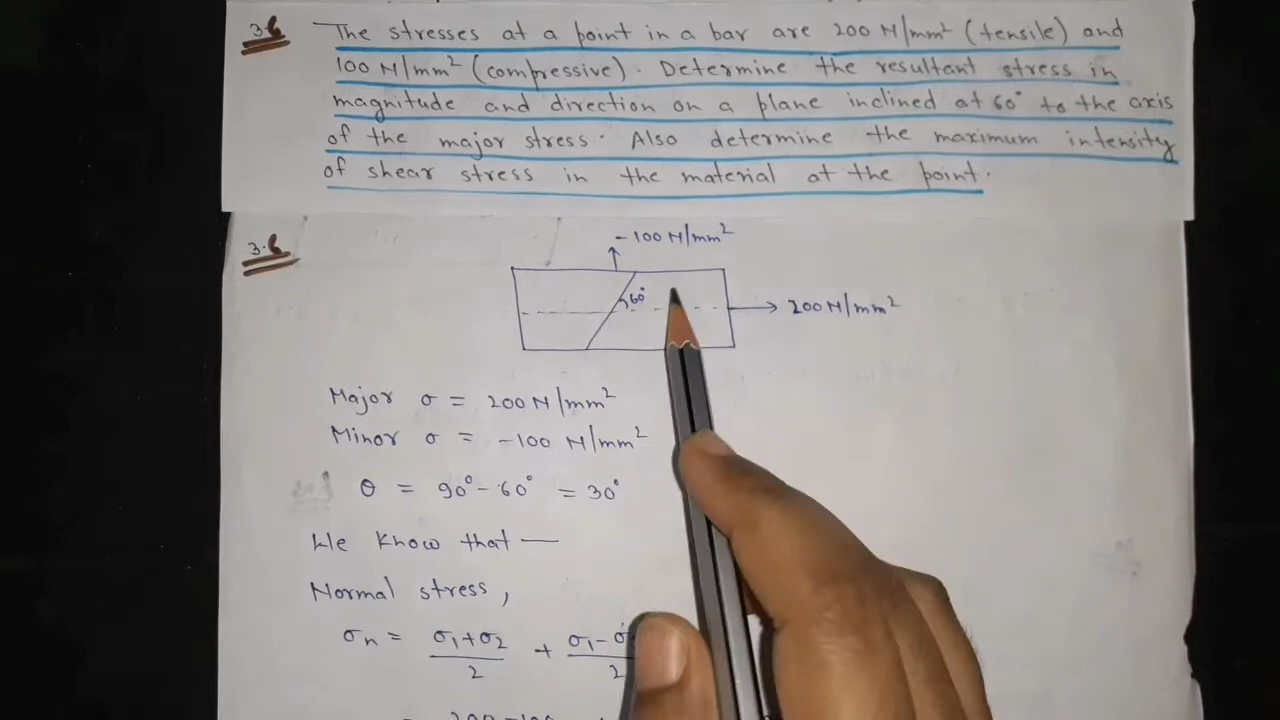 3.6 The stresses at a point in a bar are 200 N/mm² (tensile) and
100 N/mm² (compressive). Determine the resultant stress in
magnitude and direction on a plane inclined at 60° to the axis
of the major stress. Also determine the maximum intensity
of shear stress in the material at the point.
3.6
-100 N/mm²
60°
200 N/mm²
Major σ = 200 N/mm²
Minor σ = -100 N/mm²
θ = 90° - 60° = 30°
We know that —
Normal stress,
σn = σ1+σ2/2 + σ1-σ/2
= 200-100